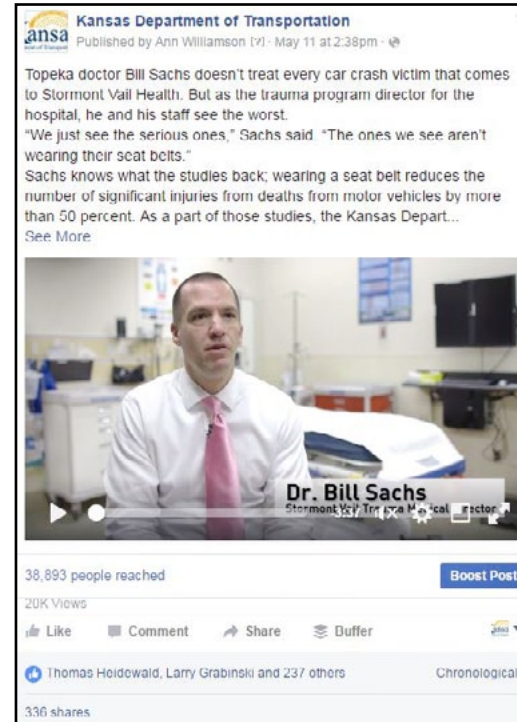 Kansas Department of Transportation
Published by Ann Williamson [?] · May 11 at 2:38pm ·
Topeka doctor Bill Sachs doesn't treat every car crash victim that comes
to Stormont Vail Health. But as the trauma program director for the
hospital, he and his staff see the worst.
"We just see the serious ones," Sachs said. "The ones we see aren't
wearing their seat belts."
Sachs knows what the studies back; wearing a seat belt reduces the
number of significant injuries from deaths from motor vehicles by more
than 50 percent. As a part of those studies, the Kansas Depart...
See More
Dr. Bill Sachs
Stormont Vail Trauma Medical Director
38,893 people reached
Boost Post
20K Views
Like Comment Share Buffer
Thomas Heidewald, Larry Grabinski and 237 others
Chronological
336 shares